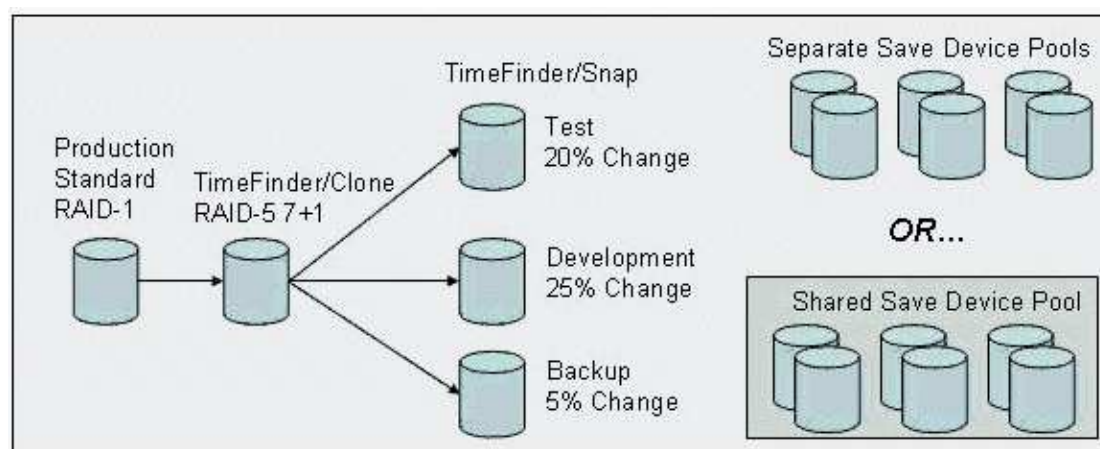 Production
Standard
RAID-1
TimeFinder/Clone
RAID-5 7+1
TimeFinder/Snap
Test
20% Change
Development
25% Change
Backup
5% Change
Separate Save Device Pools
OR...
Shared Save Device Pool